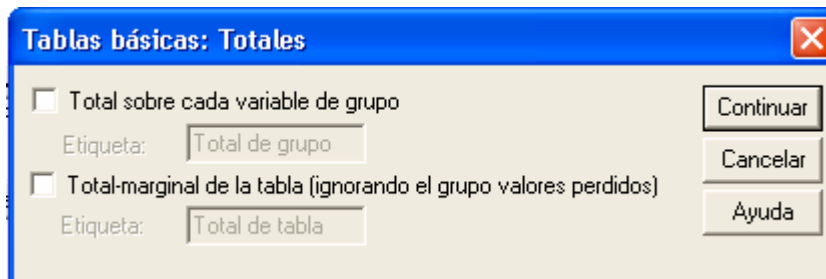 Tablas básicas: Totales
Total sobre cada variable de grupo
Etiqueta: Total de grupo
Total-marginal de la tabla (ignorando el grupo valores perdidos)
Etiqueta: Total de tabla
Continuar
Cancelar
Ayuda